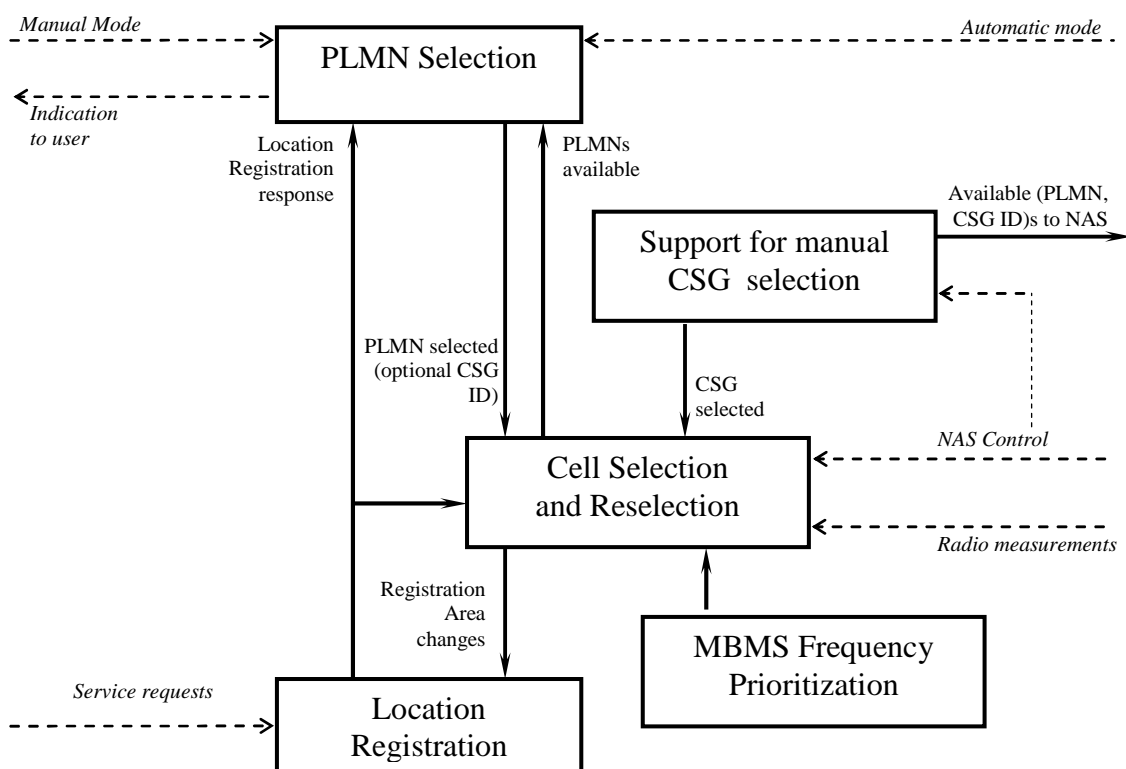 Manual Mode
PLMN Selection
Automatic mode
Indication
to user
Location
Registration
response
PLMNs
available
Available (PLMN,
CSG ID)s to NAS
Support for manual
CSG selection
PLMN selected
(optional CSG
ID)
CSG
selected
NAS Control
Cell Selection
and Reselection
Radio measurements
Registration
Area
changes
MBMS Frequency
Prioritization
Service requests
Location
Registration